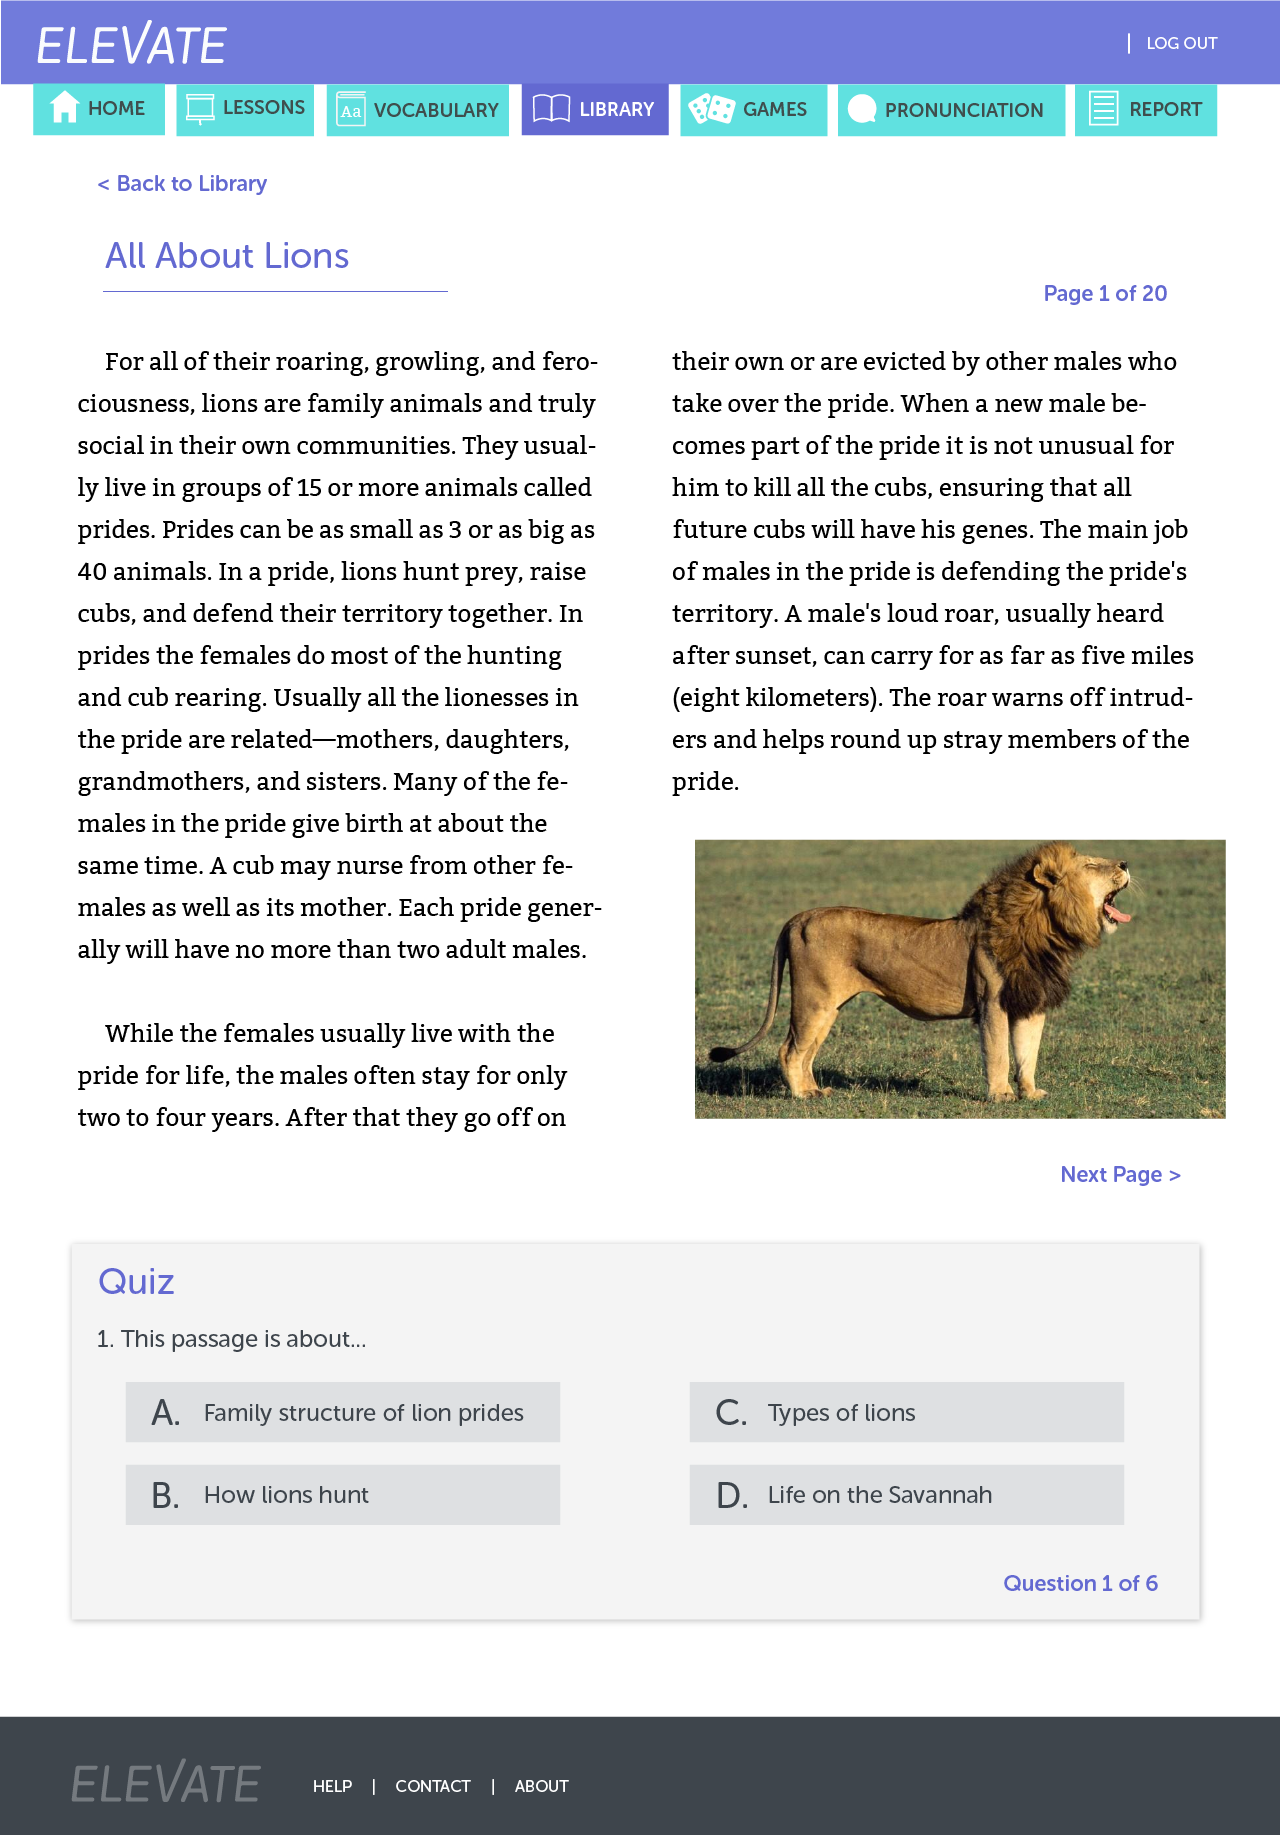 ELEVATE
LOG OUT
HOME
LESSONS
Aa
VOCABULARY
LIBRARY
GAMES
PRONUNCIATION
REPORT
< Back to Library
All About Lions
Page 1 of 20
For all of their roaring, growling, and fero-
ciousness, lions are family animals and truly
social in their own communities. They usual-
ly live in groups of 15 or more animals called
prides. Prides can be as small as 3 or as big as
40 animals. In a pride, lions hunt prey, raise
cubs, and defend their territory together. In
prides the females do most of the hunting
and cub rearing. Usually all the lionesses in
the pride are related—mothers, daughters,
grandmothers, and sisters. Many of the fe-
males in the pride give birth at about the
same time. A cub may nurse from other fe-
males as well as its mother. Each pride gener-
ally will have no more than two adult males.
While the females usually live with the
pride for life, the males often stay for only
two to four years. After that they go off on
their own or are evicted by other males who
take over the pride. When a new male be-
comes part of the pride it is not unusual for
him to kill all the cubs, ensuring that all
future cubs will have his genes. The main job
of males in the pride is defending the pride's
territory. A male's loud roar, usually heard
after sunset, can carry for as far as five miles
(eight kilometers). The roar warns off intrud-
ers and helps round up stray members of the
pride.
Next Page >
Quiz
1. This passage is about...
A. Family structure of lion prides
B. How lions hunt
C. Types of lions
D. Life on the Savannah
Question 1 of 6
ELEVATE
HELP | CONTACT | ABOUT